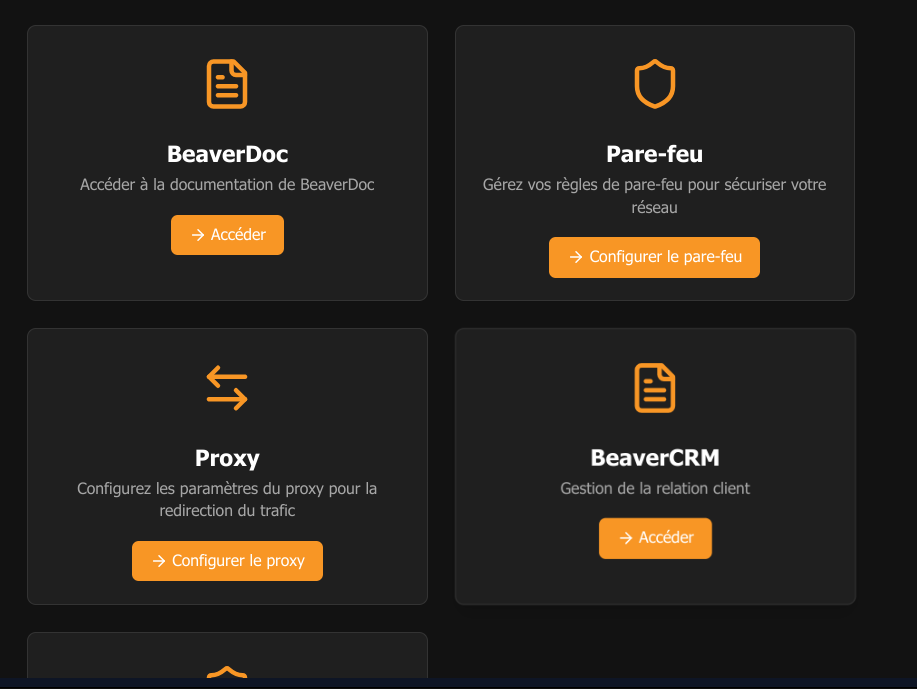 BeaverDoc
Accéder à la documentation de BeaverDoc
→ Accéder
Pare-feu
Gérez vos règles de pare-feu pour sécuriser votre
réseau
→ Configurer le pare-feu
Proxy
Configurez les paramètres du proxy pour la
redirection du trafic
→ Configurer le proxy
BeaverCRM
Gestion de la relation client
→ Accéder